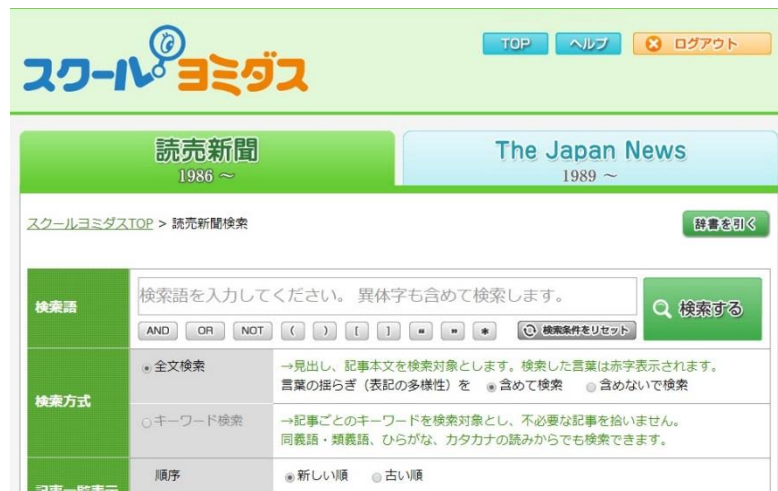 スクールヨミダス
TOP ヘルプ ログアウト
読売新聞
1986 ～
The Japan News
1989 ～
スクールヨミダスTOP > 読売新聞検索
辞書を引く
検索語
検索語を入力してください。 異体字も含めて検索します。
検索する
AND OR NOT ( ) [ ] " " * 検索条件をリセット
検索方式
全文検索
→見出し、記事本文を検索対象とします。検索した言葉は赤字表示されます。
言葉の揺らぎ（表記の多様性）を 含めて検索 含めないで検索
キーワード検索
→記事ごとのキーワードを検索対象とし、不必要な記事を拾いません。
同義語・類義語、ひらがな、カタカナの読みからでも検索できます。
記事一覧表示
順序
新しい順 古い順